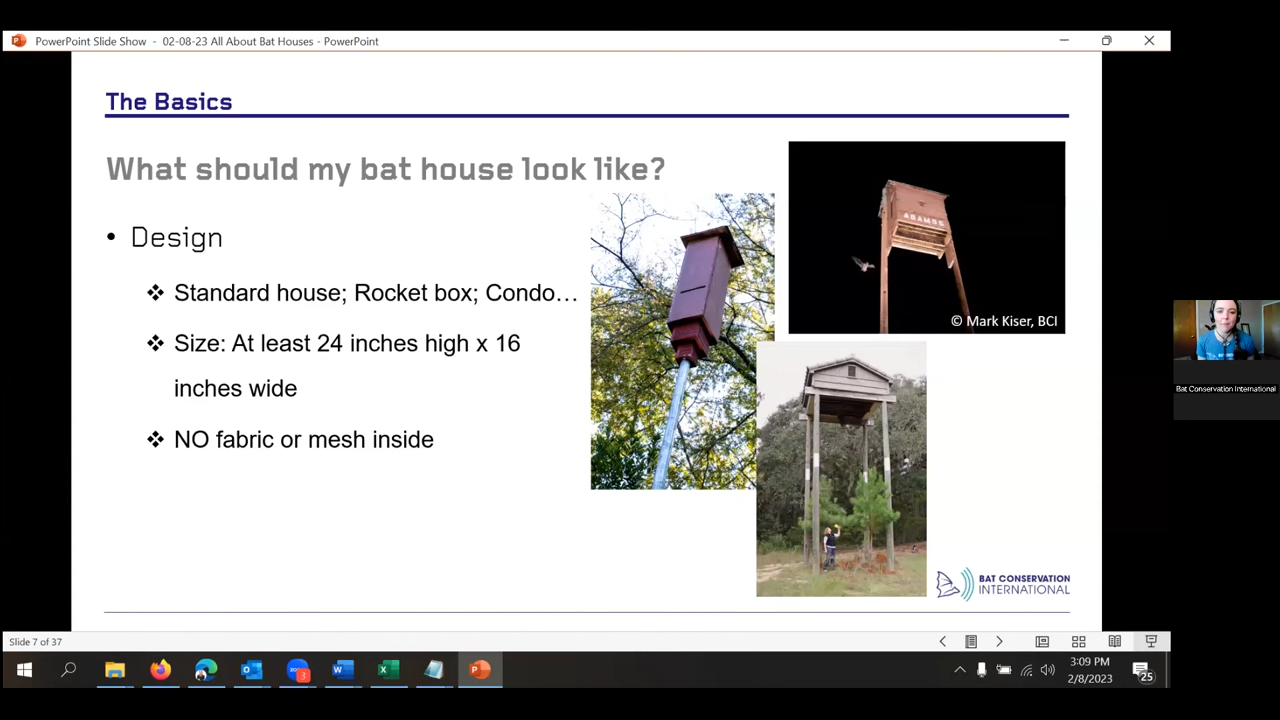 PowerPoint Slide Show - 02-08-23 All About Bat Houses - PowerPoint
The Basics
What should my bat house look like?
• Design
❖ Standard house; Rocket box; Condo…
❖ Size: At least 24 inches high x 16
inches wide
❖ NO fabric or mesh inside
© Mark Kiser, BCI
BAT CONSERVATION
INTERNATIONAL
Bat Conservation International
Slide 7 of 37
3
3:09 PM
2/8/2023
25